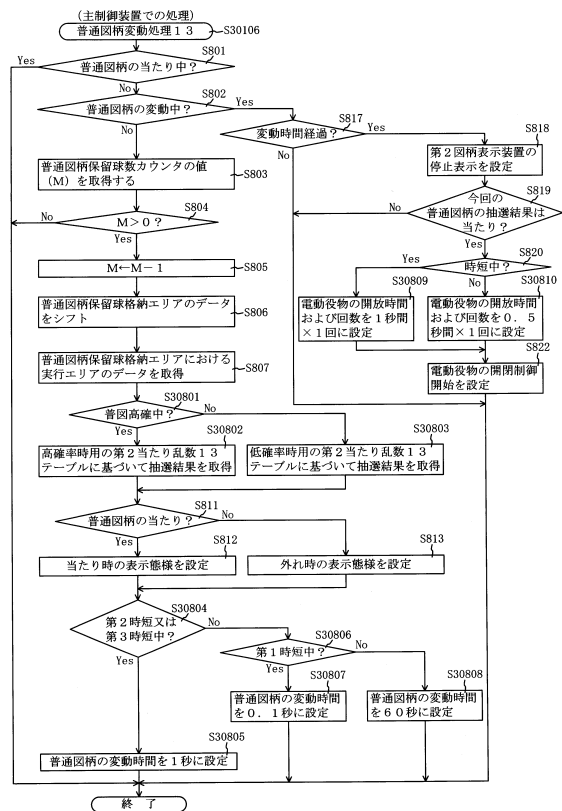 (主制御装置での処理)
普通図柄変動処理13
S30106
S801
普通図柄の当たり中?
Yes
No
S802
普通図柄の変動中?
Yes
No
S817
変動時間経過?
Yes
No
S818
第2図柄表示装置の
停止表示を設定
普通図柄保留球数カウンタの値
(M)を取得する
S803
S819
今回の
普通図柄の抽選結果は
当たり?
No
Yes
S804
M>0?
No
Yes
S820
時短中?
Yes
No
M←M-1
S805
S30809
電動役物の開放時間
および回数を1秒間
×1回に設定
S30810
電動役物の開放時間
および回数を0.5
秒間×1回に設定
普通図柄保留球格納エリアのデータ
をシフト
S806
S822
電動役物の開閉制御
開始を設定
普通図柄保留球格納エリアにおける
実行エリアのデータを取得
S807
S30801
普図高確中?
No
Yes
S30802
高確率時用の第2当たり乱数13
テーブルに基づいて抽選結果を取得
S30803
低確率時用の第2当たり乱数13
テーブルに基づいて抽選結果を取得
S811
普通図柄の当たり?
No
Yes
S812
当たり時の表示態様を設定
S813
外れ時の表示態様を設定
S30804
第2時短又は
第3時短中?
No
Yes
S30806
第1時短中?
No
Yes
S30807
普通図柄の変動時間
を0.1秒に設定
S30808
普通図柄の変動時間
を60秒に設定
S30805
普通図柄の変動時間を1秒に設定
終 了